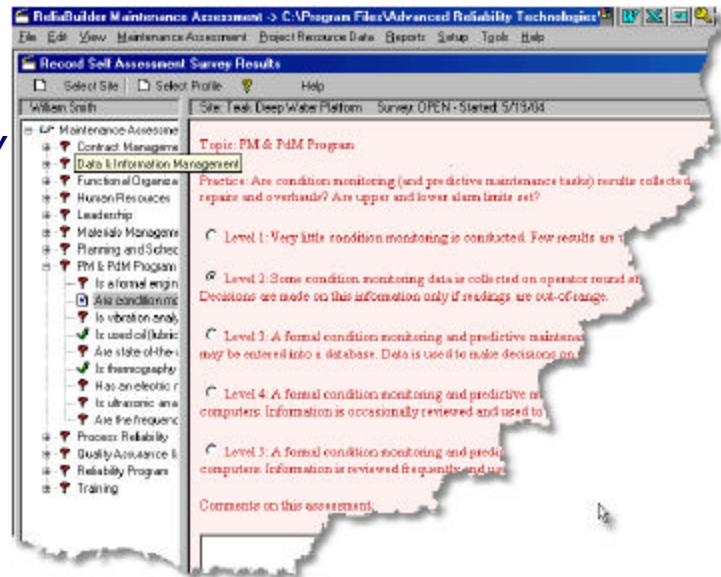 ReliaBuilder Maintenance Assessment -> C:\Program Files\Advanced Reliability Technologies\
File Edit View Maintenance Assessment Project Resource Data Reports Setup Tools Help
Record Self Assessment Survey Results
Select Site Select Profile Help
William Smith
Site: Teak Deep Water Platform Survey: OPEN - Started: 5/19/04
Maintenance Assessme
Contract Manageme
Data & Information Management
Functional Organiza
Human Resources
Leadership
Materials Managem
Planning and Sched
PM & PdM Program
Is a formal engin
Are condition mo
Is vibration analy
Is used oil (lubric
Are state-of-the-
Is thermography
Has an electric
Is ultrasonic ana
Are the frequenc
Process Reliability
Quality Assurance &
Reliability Program
Training
Topic: PM & PdM Program
Practice: Are condition monitoring (and predictive maintenance tasks) results collected
repairs and overhauls? Are upper and lower alarm limits set?
Level 1: Very little condition monitoring is conducted. Few results are
Level 2: Some condition monitoring data is collected on operator round
Decisions are made on this information only if readings are out-of-range.
Level 3: A formal condition monitoring and predictive maintenan
may be entered into a database. Data is used to make decisions on
Level 4: A formal condition monitoring and predictive
computers. Information is occasionally reviewed and used to
Level 5: A formal condition monitoring and predic
computers. Information is reviewed frequently and
Comments on this assessment: